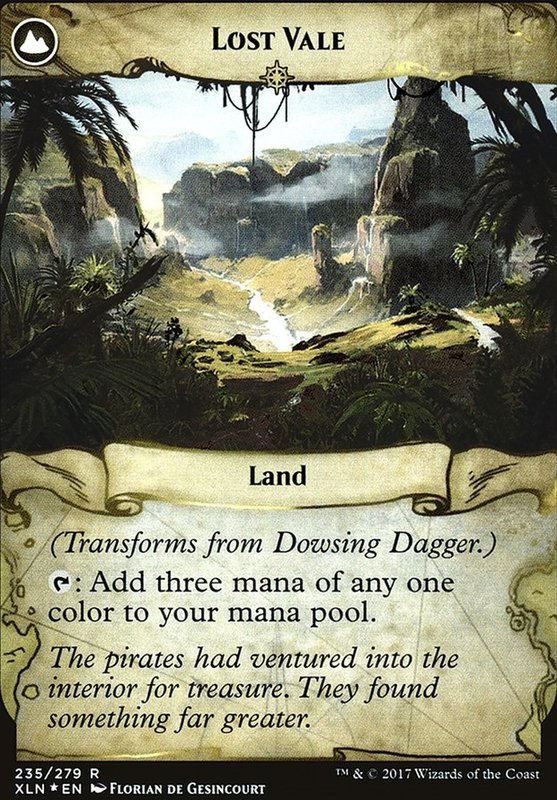 Lost Vale
Land
(Transforms from Dowsing Dagger.)
: Add three mana of any one
color to your mana pool.
The pirates had ventured into the
interior for treasure. They found
something far greater.
235/279 R
XLN ★ EN Florian de Gesincourt
™ & © 2017 Wizards of the Coast